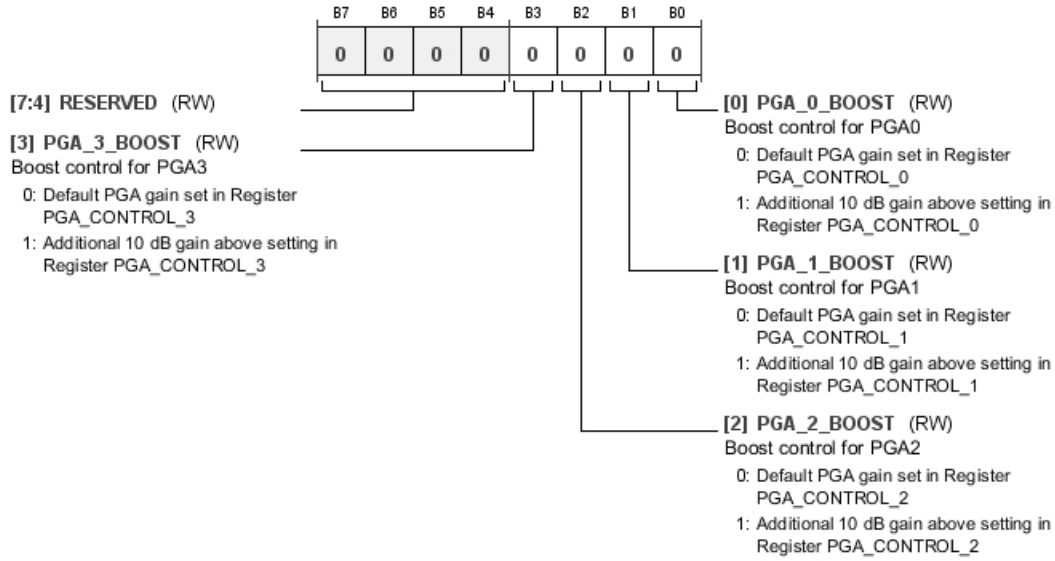 B7 B6 B5 B4 B3 B2 B1 B0
0 0 0 0 0 0 0 0
[7:4] RESERVED (RW)
[3] PGA_3_BOOST (RW)
Boost control for PGA3
0: Default PGA gain set in Register
PGA_CONTROL_3
1: Additional 10 dB gain above setting in
Register PGA_CONTROL_3
[0] PGA_0_BOOST (RW)
Boost control for PGA0
0: Default PGA gain set in Register
PGA_CONTROL_0
1: Additional 10 dB gain above setting in
Register PGA_CONTROL_0
[1] PGA_1_BOOST (RW)
Boost control for PGA1
0: Default PGA gain set in Register
PGA_CONTROL_1
1: Additional 10 dB gain above setting in
Register PGA_CONTROL_1
[2] PGA_2_BOOST (RW)
Boost control for PGA2
0: Default PGA gain set in Register
PGA_CONTROL_2
1: Additional 10 dB gain above setting in
Register PGA_CONTROL_2